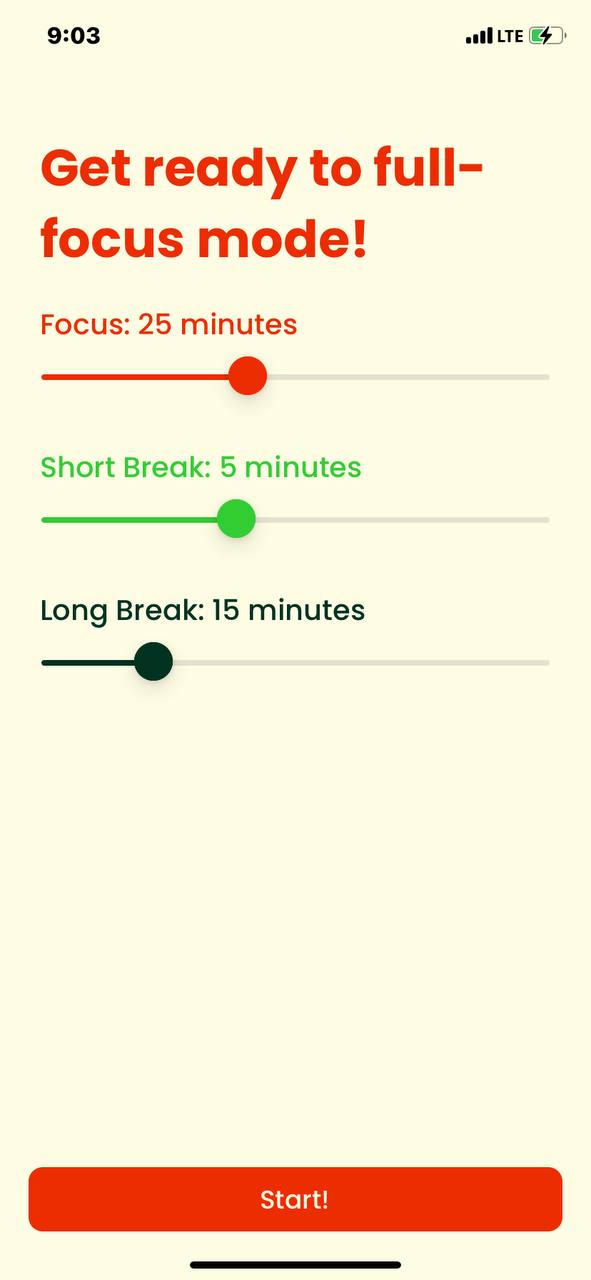 9:03
LTE
Get ready to full-
focus mode!
Focus: 25 minutes
Short Break: 5 minutes
Long Break: 15 minutes
Start!